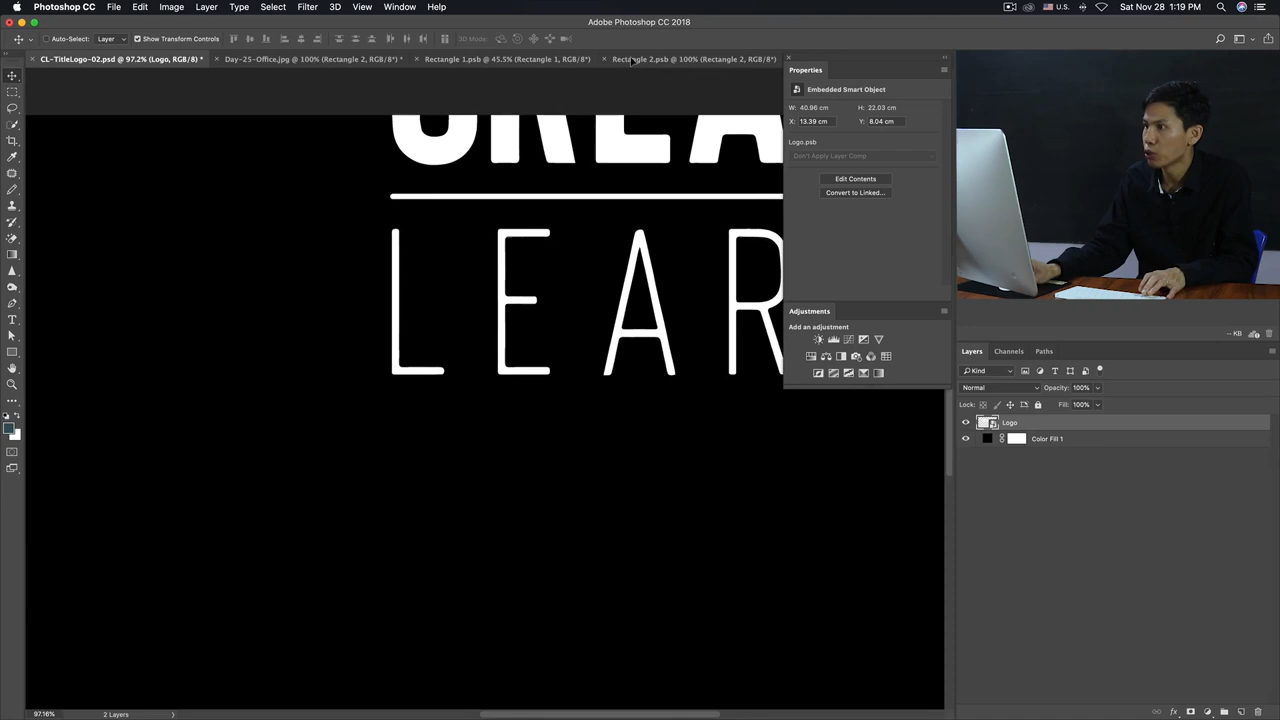 Photoshop CC File Edit Image Layer Type Select Filter 3D View Window Help U.S. Sat Nov 28 1:19 PM
Adobe Photoshop CC 2018
Auto-Select: Layer Show Transform Controls 3D Mode:
CL-TitleLogo-02.psd @ 97.2% (Logo, RGB/8) * Day-25-Office.jpg @ 100% (Rectangle 2, RGB/8*) * Rectangle 1.psb @ 45.5% (Rectangle 1, RGB/8*) Rectangle 2.psb @ 100% (Rectangle 2, RGB/8*)
Properties
Embedded Smart Object
W: 40.96 cm H: 22.03 cm
X: 13.39 cm Y: 8.04 cm
Logo.psb
Don't Apply Layer Comp
Edit Contents
Convert to Linked...
LEAR
Adjustments
Add an adjustment
-- KB
Layers Channels Paths
Kind
Normal Opacity: 100%
Lock: Fill: 100%
Logo
Color Fill 1
97.16% 2 Layers